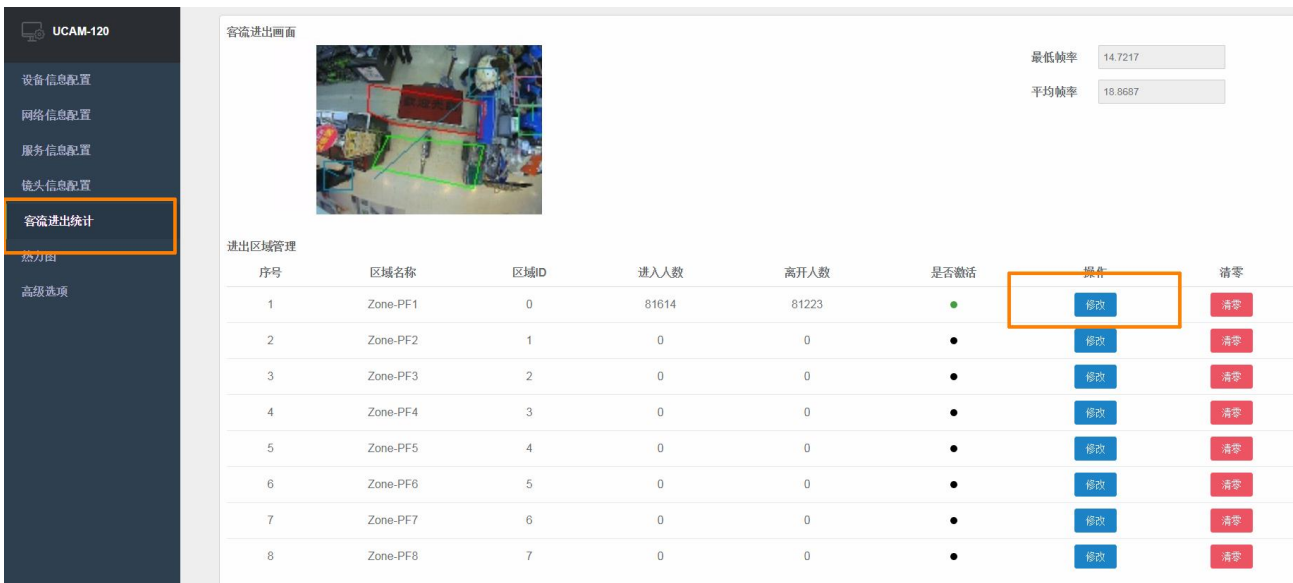 UCAM-120
设备信息配置
网络信息配置
服务信息配置
镜头信息配置
客流进出统计
热力图
高级选项
客流进出画面
最低帧率 14.7217
平均帧率 18.8687
进出区域管理
序号 区域名称 区域ID 进入人数 离开人数 是否激活 操作 清零
1 Zone-PF1 0 81614 81223 修改 清零
2 Zone-PF2 1 0 0 修改 清零
3 Zone-PF3 2 0 0 修改 清零
4 Zone-PF4 3 0 0 修改 清零
5 Zone-PF5 4 0 0 修改 清零
6 Zone-PF6 5 0 0 修改 清零
7 Zone-PF7 6 0 0 修改 清零
8 Zone-PF8 7 0 0 修改 清零